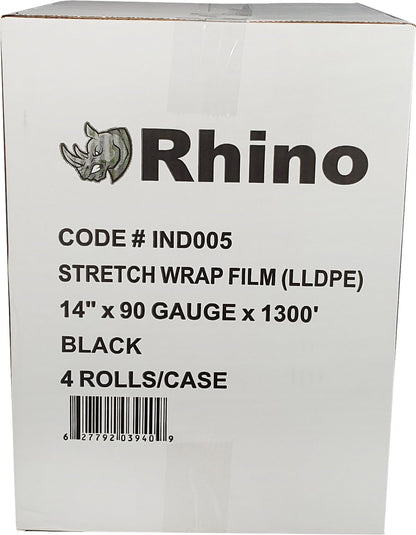 Rhino
CODE # IND005
STRETCH WRAP FILM (LLDPE)
14" x 90 GAUGE x 1300'
BLACK
4 ROLLS/CASE
6 27792 03940 9